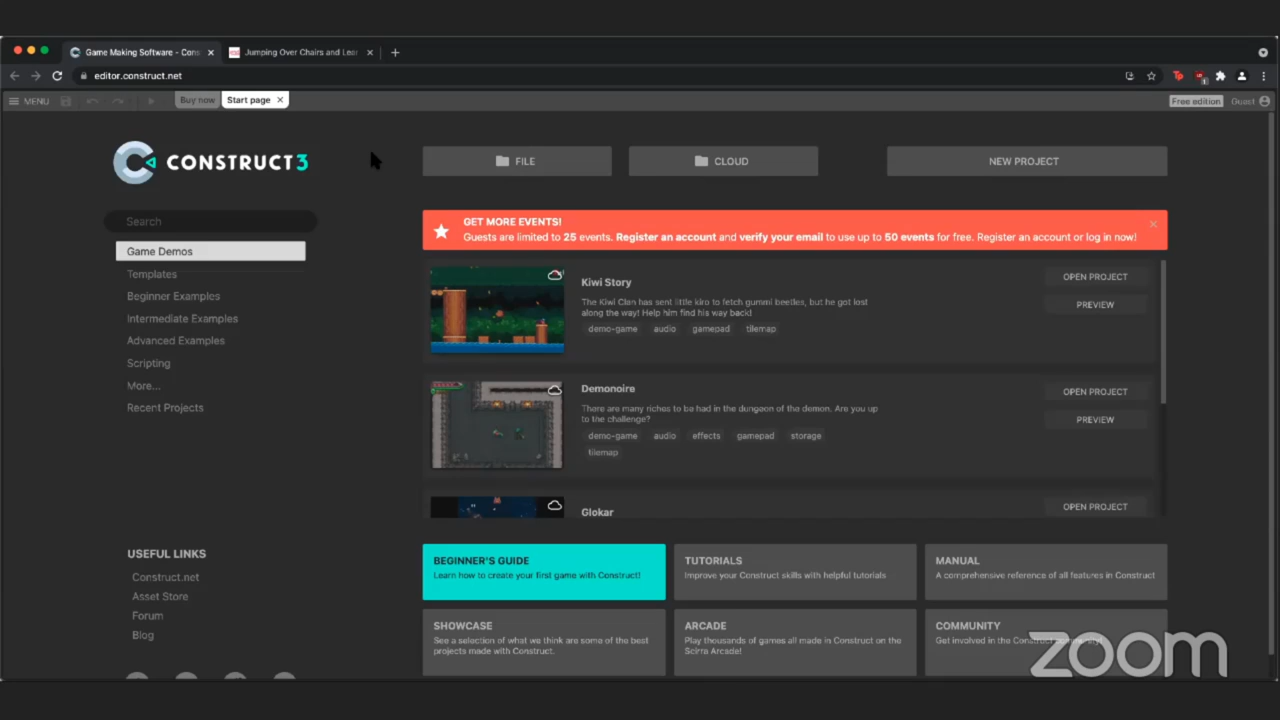 Game Making Software - Cons
Jumping Over Chairs and Lear
editor.construct.net
MENU
Buy now
Start page
Free edition
Guest
CONSTRUCT 3
FILE
CLOUD
NEW PROJECT
Search
GET MORE EVENTS!
Guests are limited to 25 events. Register an account and verify your email to use up to 50 events for free. Register an account or log in now!
Game Demos
Templates
Beginner Examples
Intermediate Examples
Advanced Examples
Scripting
More...
Recent Projects
Kiwi Story
The Kiwi Clan has sent little kiro to fetch gummi beetles, but he got lost
along the way! Help him find his way back!
demo-game audio gamepad tilemap
OPEN PROJECT
PREVIEW
Demonoire
There are many riches to be had in the dungeon of the demon. Are you up
to the challenge?
demo-game audio effects gamepad storage
tilemap
OPEN PROJECT
PREVIEW
Glokar
OPEN PROJECT
USEFUL LINKS
Construct.net
Asset Store
Forum
Blog
BEGINNER'S GUIDE
Learn how to create your first game with Construct!
TUTORIALS
Improve your Construct skills with helpful tutorials
MANUAL
A comprehensive reference of all features in Construct
SHOWCASE
See a selection of what we think are some of the best
projects made with Construct.
ARCADE
Play thousands of games all made in Construct on the
Scirra Arcade!
COMMUNITY
Get involved in the Construct community!
zoom